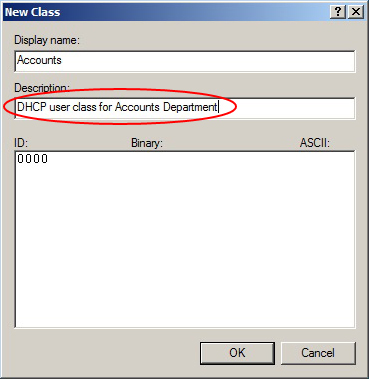 New Class
Display name:
Accounts
Description:
DHCP user class for Accounts Department
ID: Binary: ASCII:
0000
OK Cancel